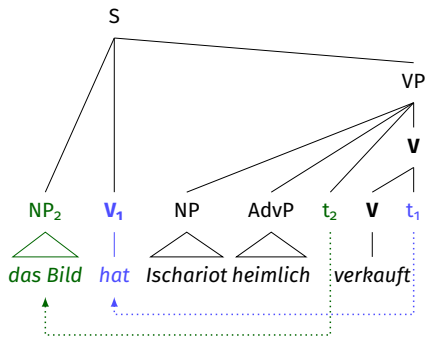 S
VP
V
NP₂ V₁ NP AdvP t₂ V t₁
das Bild hat Ischariot heimlich verkauft